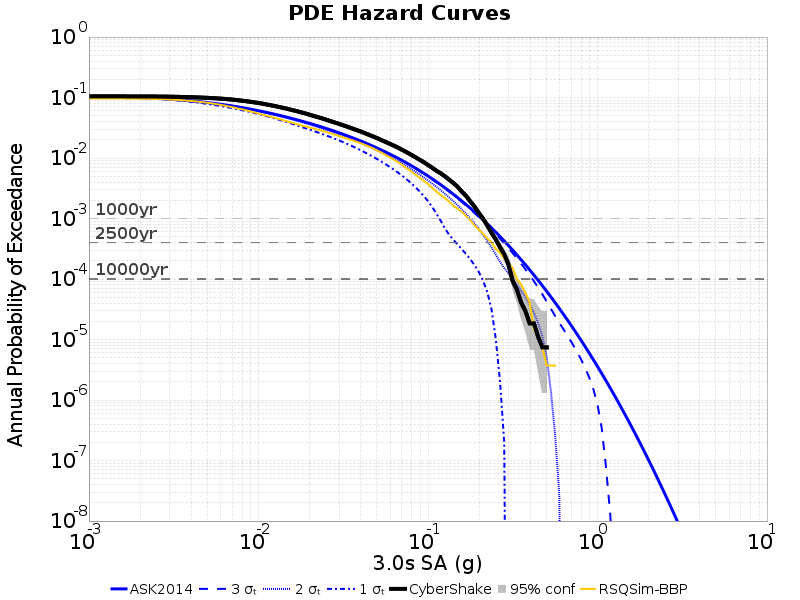 PDE Hazard Curves
10^0
10^-1
10^-2
10^-3
10^-4
10^-5
10^-6
10^-7
10^-8
Annual Probability of Exceedance
1000yr
2500yr
10000yr
10^-3 10^-2 10^-1 10^0 10^1
3.0s SA (g)
ASK2014 3 σₜ 2 σₜ 1 σₜ CyberShake 95% conf RSQSim-BBP